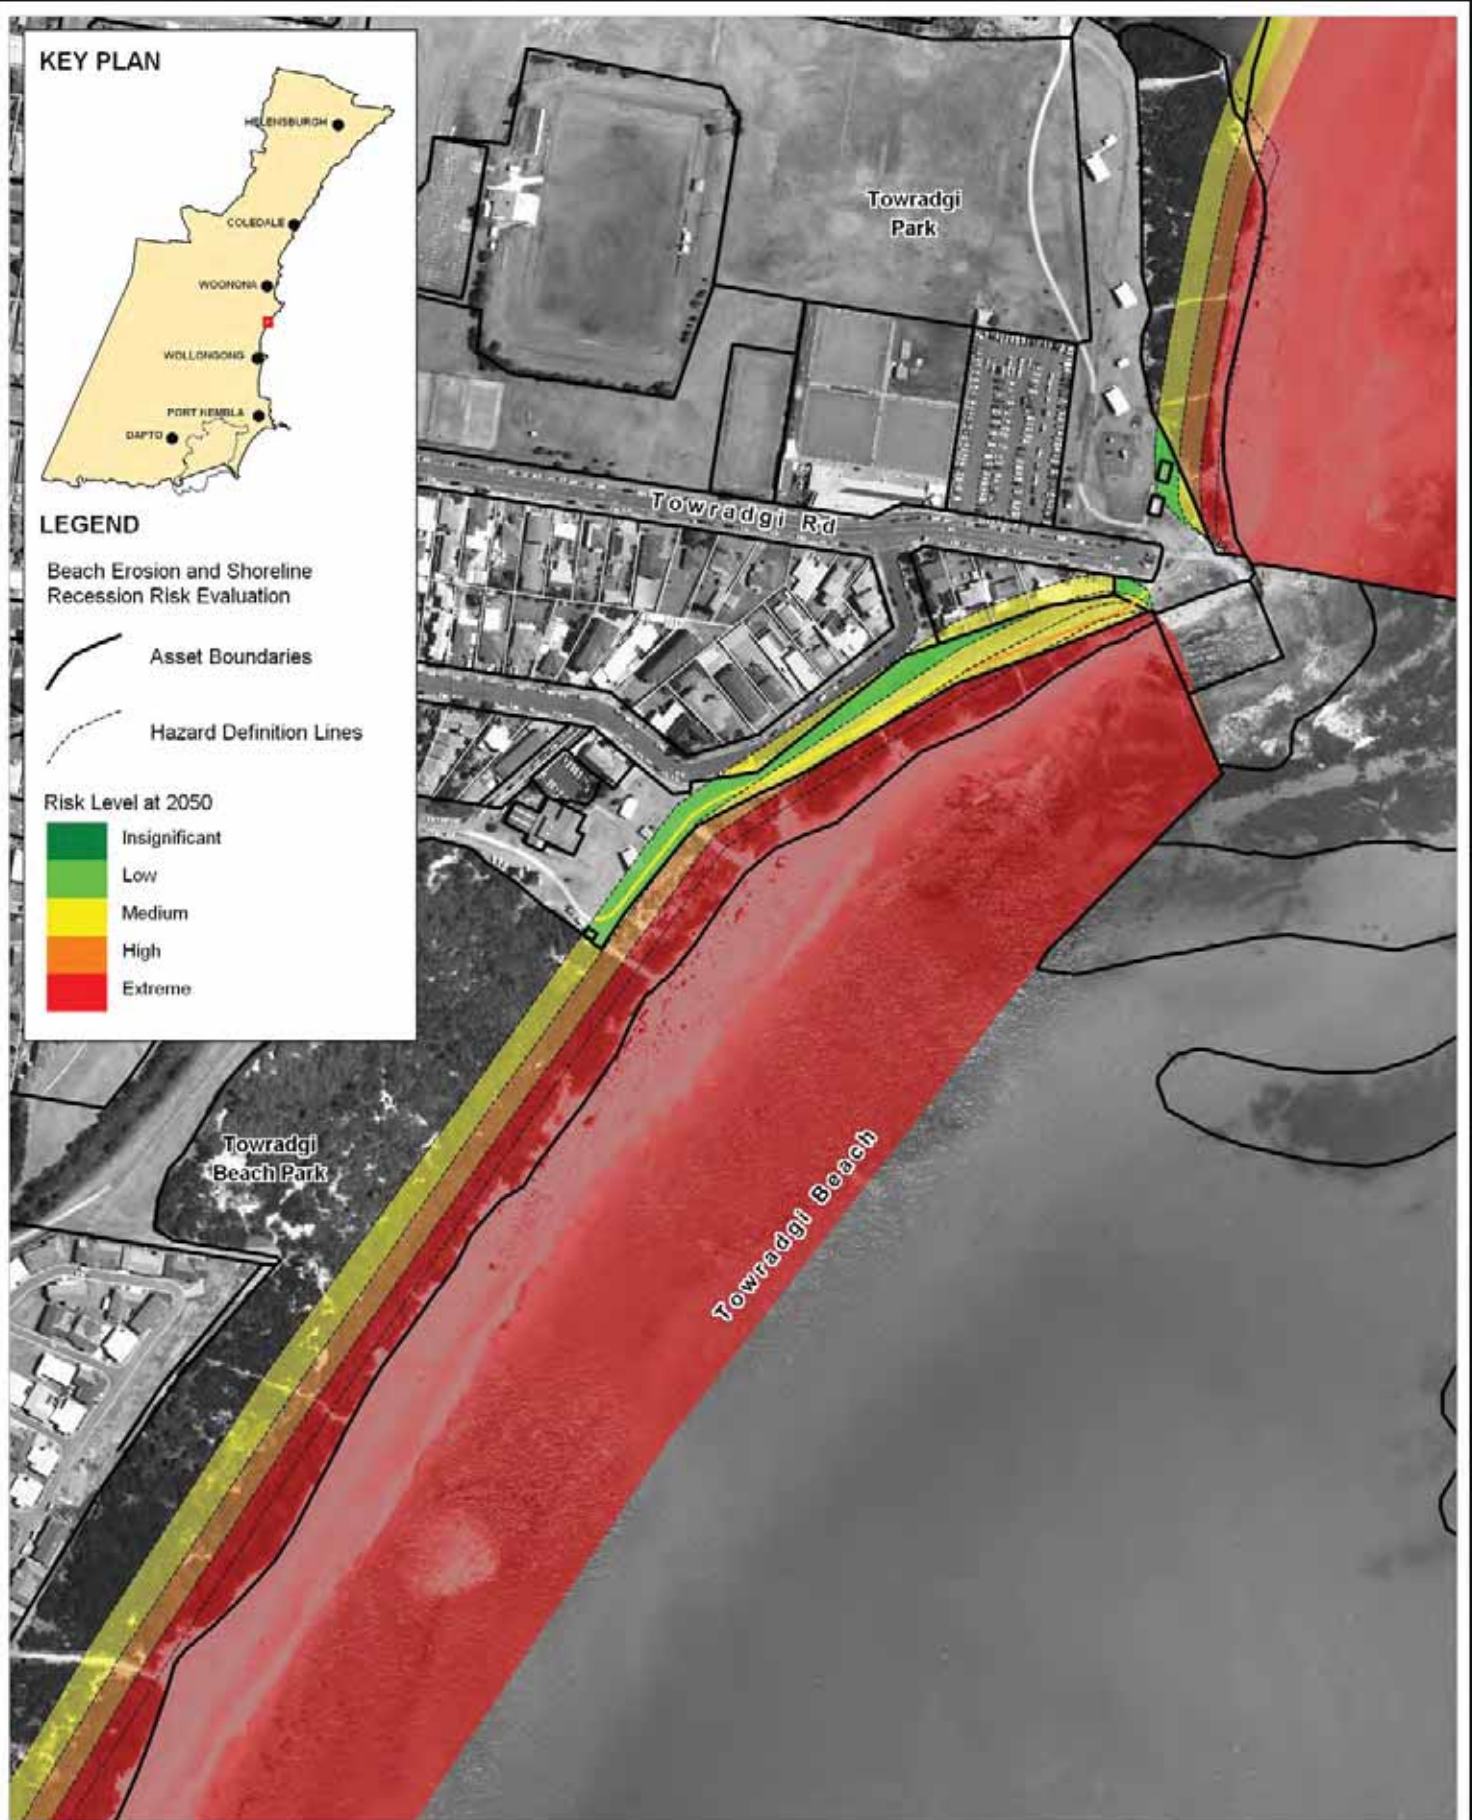 KEY PLAN
HELENSBURGH
COLEDALE
WOONONA
WOLLONGONG
PORT KEMBLA
DAPTO
LEGEND
Beach Erosion and Shoreline
Recession Risk Evaluation
Asset Boundaries
Hazard Definition Lines
Risk Level at 2050
Insignificant
Low
Medium
High
Extreme
Towradgi
Park
Towradgi Rd
Towradgi
Beach Park
Towradgi Beach